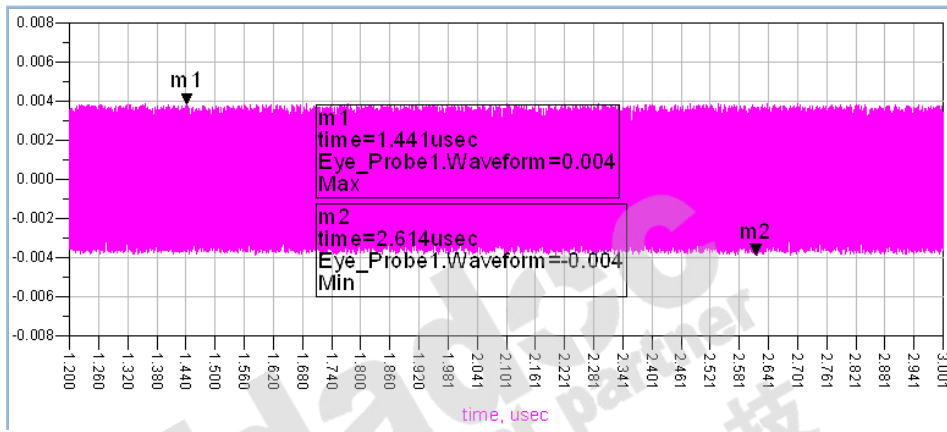 0.008
0.006
0.004
0.002
0.000
-0.002
-0.004
-0.006
-0.008
m1
m1
time=1.441usec
Eye_Probe1.Waveform=0.004
Max
m2
time=2.614usec
Eye_Probe1.Waveform=-0.004
Min
m2
1.200
1.260
1.320
1.380
1.440
1.500
1.560
1.620
1.680
1.740
1.800
1.860
1.920
1.981
2.041
2.101
2.161
2.221
2.281
2.341
2.401
2.461
2.521
2.581
2.641
2.701
2.761
2.821
2.881
2.941
3.001
time, usec
partner
partner
技